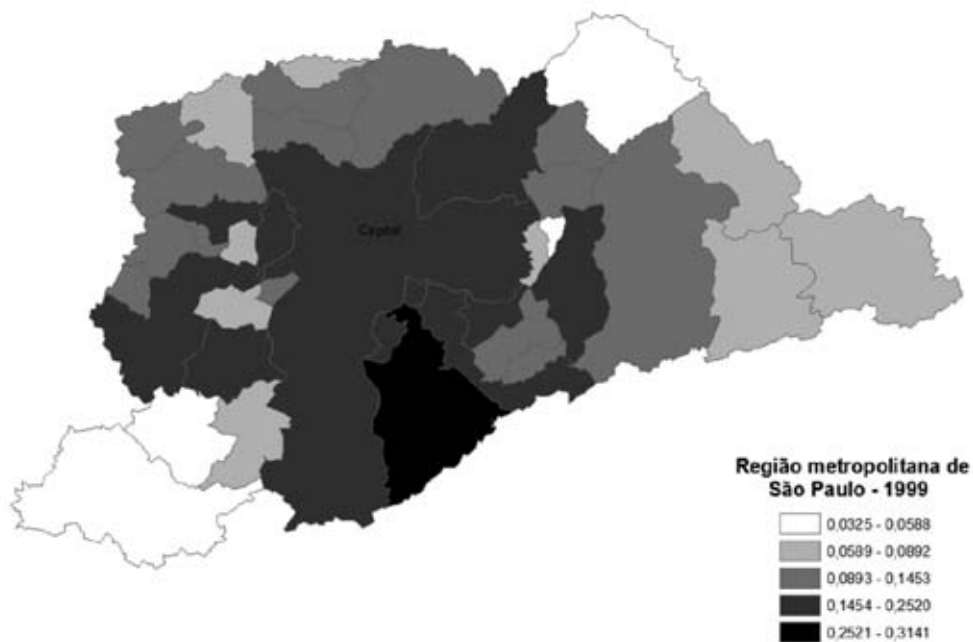 Capital
Região metropolitana de
São Paulo - 1999
0,0325 - 0,0588
0,0589 - 0,0892
0,0893 - 0,1453
0,1454 - 0,2520
0,2521 - 0,3141